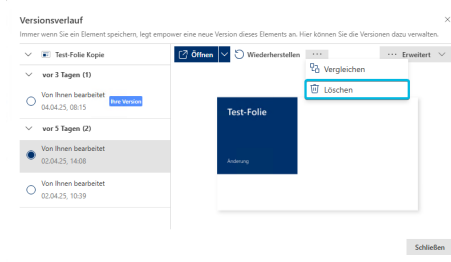 Versionsverlauf
Immer wenn Sie ein Element speichern, legt empower eine neue Version dieses Elements an. Hier können Sie die Versionen dazu verwalten.
Test-Folie Kopie
Öffnen
Wiederherstellen
...
... Erweitert
vor 3 Tagen (1)
Vergleichen
Löschen
Von Ihnen bearbeitet
Ihre Version
04.04.25, 08:15
vor 5 Tagen (2)
Von Ihnen bearbeitet
02.04.25, 14:08
Von Ihnen bearbeitet
02.04.25, 10:39
Test-Folie
Änderung
Schließen